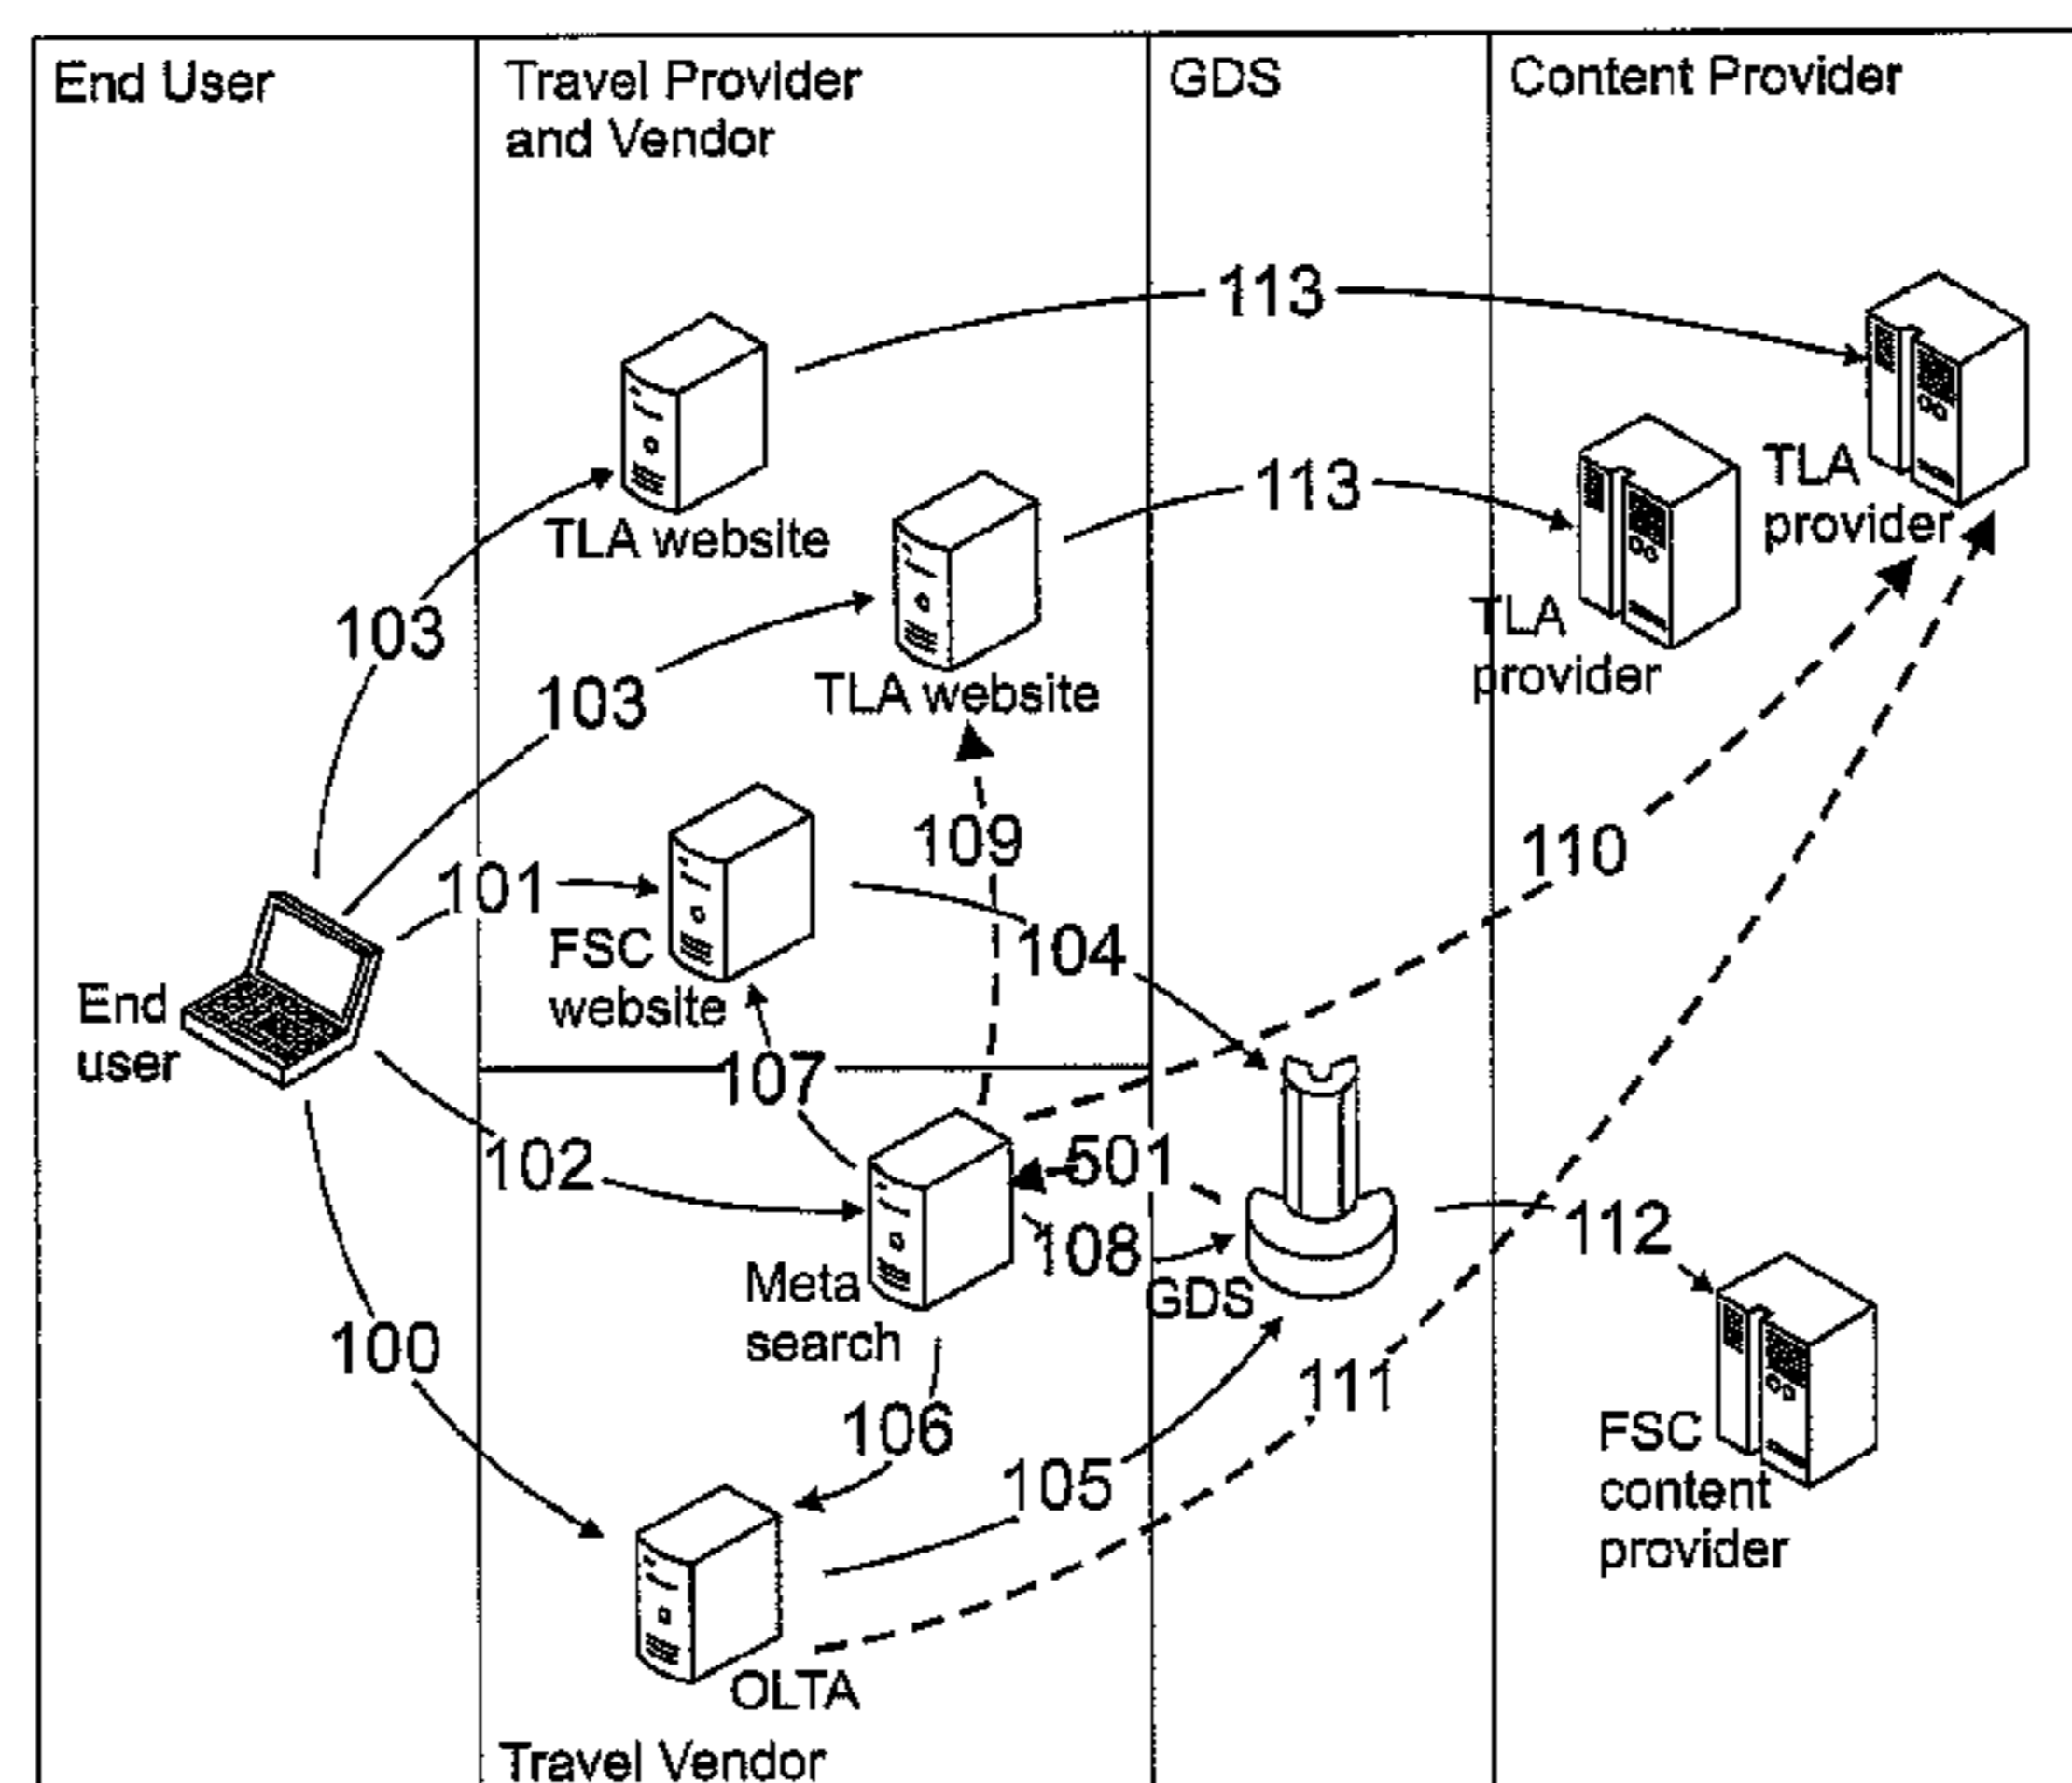 End User
Travel Provider
and Vendor
GDS
Content Provider
113
113
TLA
provider
TLA website
TLA
provider
103
103
TLA website
109
110
101
104
FSC
website
End
user
107
501
102
108
112
Meta
search
GDS
100
111
106
105
FSC
content
provider
OLTA
Travel Vendor